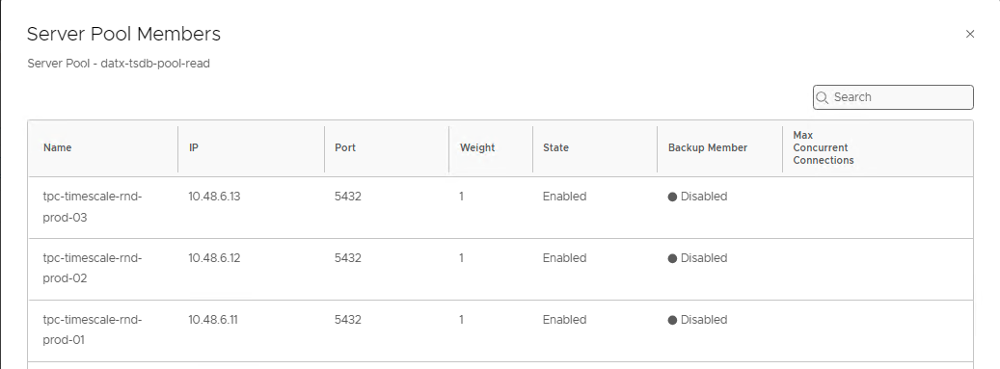 Server Pool Members
Server Pool - datx-tsdb-pool-read
Search
Name IP Port Weight State Backup Member Max Concurrent Connections
tpc-timescale-rnd-prod-03 10.48.6.13 5432 1 Enabled Disabled
tpc-timescale-rnd-prod-02 10.48.6.12 5432 1 Enabled Disabled
tpc-timescale-rnd-prod-01 10.48.6.11 5432 1 Enabled Disabled